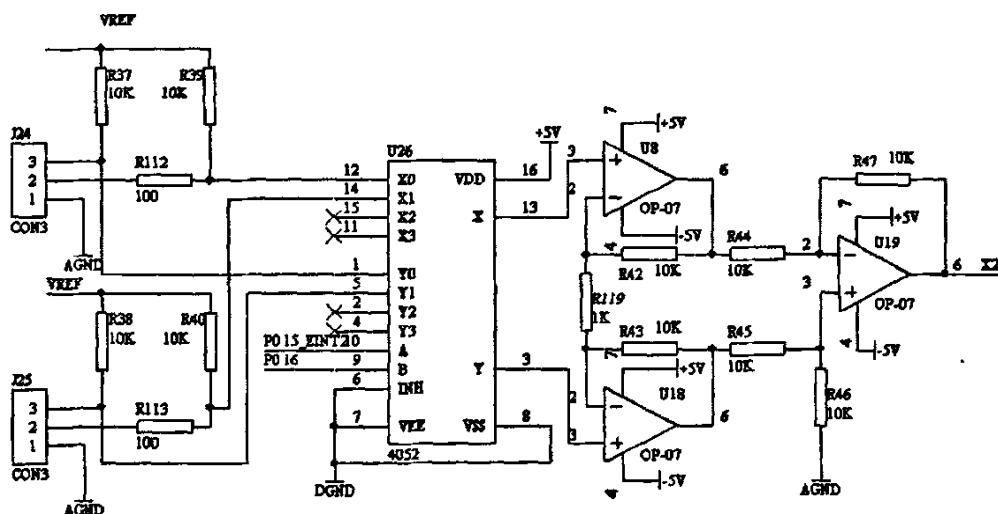 VREF
R37
10K
R39
10K
J24
3
2
1
CON3
R112
100
AGND
VREF
R38
10K
R40
10K
J25
3
2
1
CON3
R113
100
AGND
P0 15_EINT2
P0 16
U26
12 X0
14 X1
15 X2
11 X3
1 Y0
5 Y1
2 Y2
4 Y3
10 A
9 B
6 INH
7 VEE
VDD 16
X 13
Y 3
VSS 8
4052
DGND
+5V
3
2
7
+5V
U8
6
OP-07
-5V
4
R42
10K
R119
1K
R43
10K
7
+5V
U18
2
3
6
OP-07
4
-5V
R44
10K
R45
10K
R47
10K
7
+5V
U19
2
3
6
OP-07
4
-5V
R46
10K
AGND